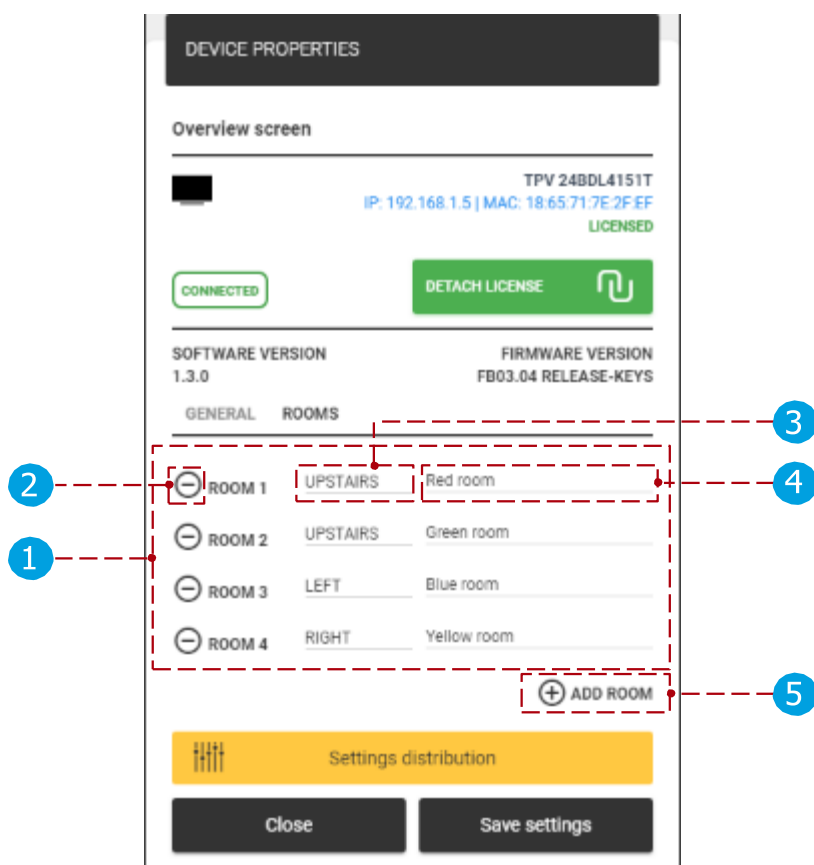 DEVICE PROPERTIES
Overview screen
TPV 24BDL4151T
IP: 192.168.1.5 | MAC: 18:65:71:7E:2F:EF
LICENSED
CONNECTED
DETACH LICENSE
SOFTWARE VERSION FIRMWARE VERSION
1.3.0 FB03.04 RELEASE-KEYS
GENERAL ROOMS
3
2 ROOM 1 UPSTAIRS Red room 4
ROOM 2 UPSTAIRS Green room
1
ROOM 3 LEFT Blue room
ROOM 4 RIGHT Yellow room
ADD ROOM 5
Settings distribution
Close Save settings